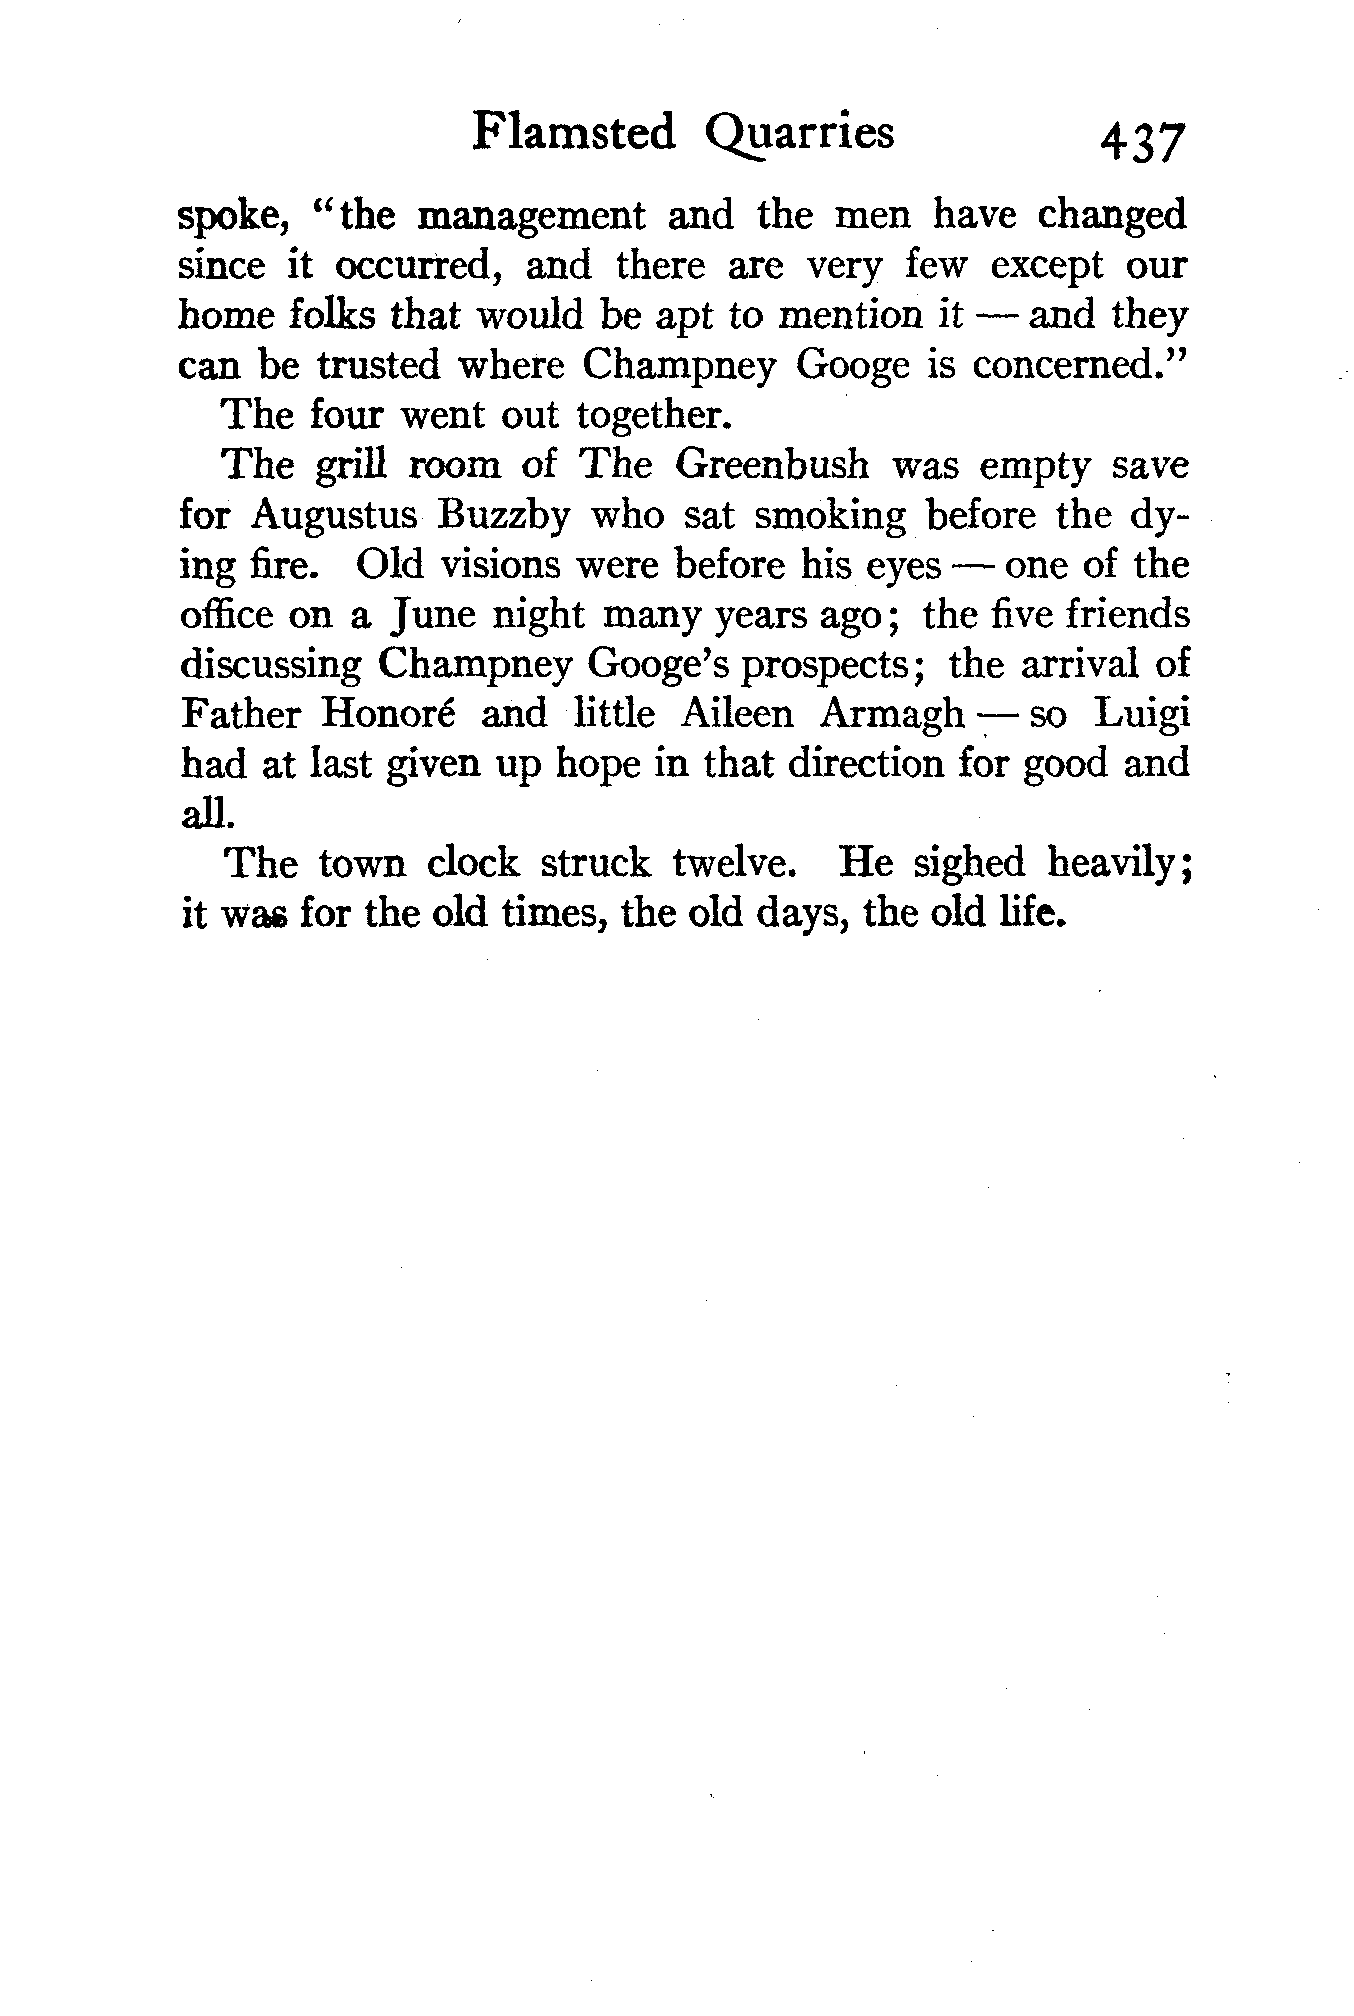 Flamsted Quarries 437
spoke, "the management and the men have changed
since it occurred, and there are very few except our
home folks that would be apt to mention it — and they
can be trusted where Champney Googe is concerned."
The four went out together.
The grill room of The Greenbush was empty save
for Augustus Buzzby who sat smoking before the dy-
ing fire. Old visions were before his eyes — one of the
office on a June night many years ago; the five friends
discussing Champney Googe's prospects; the arrival of
Father Honoré and little Aileen Armagh — so Luigi
had at last given up hope in that direction for good and
all.
The town clock struck twelve. He sighed heavily;
it was for the old times, the old days, the old life.